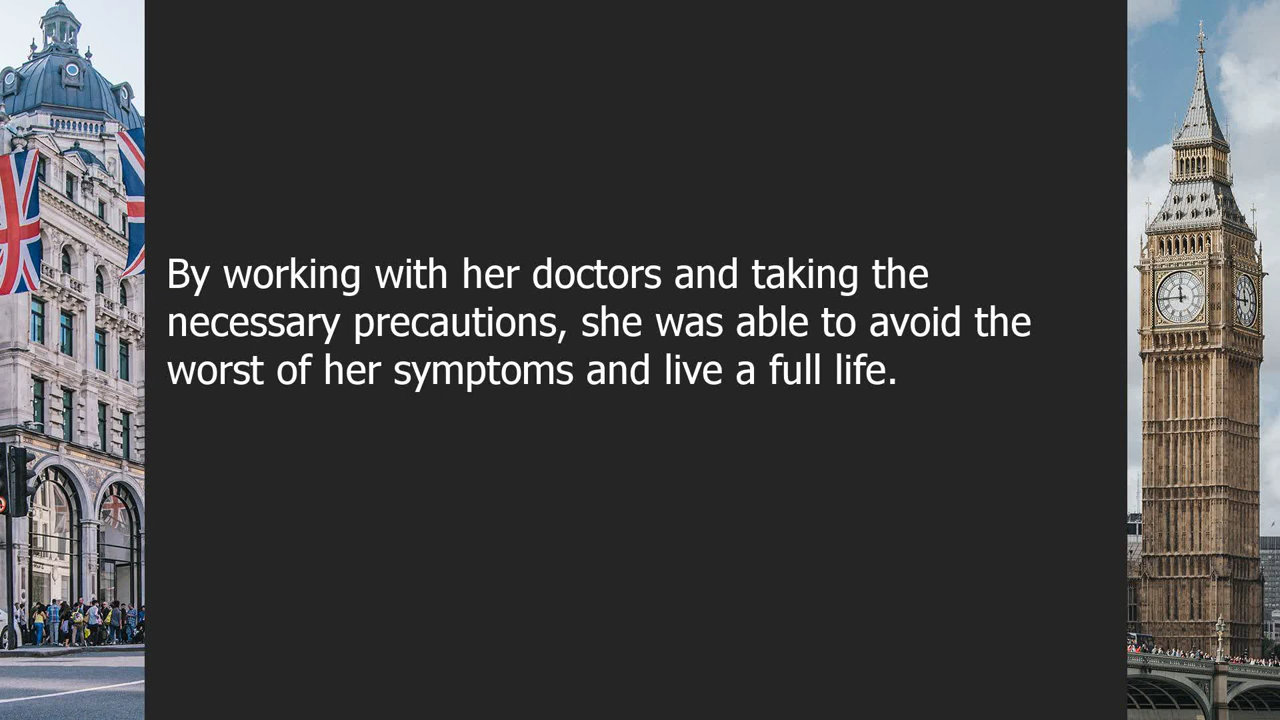 By working with her doctors and taking the
necessary precautions, she was able to avoid the
worst of her symptoms and live a full life.